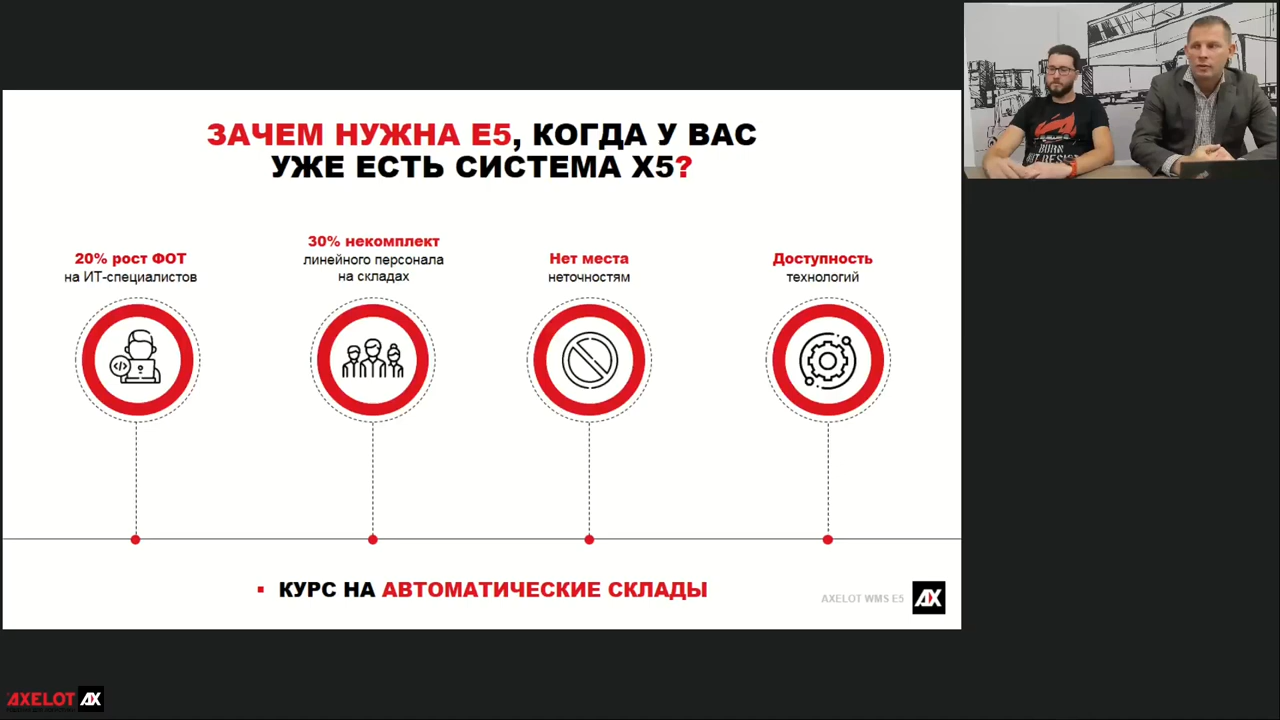 ЗАЧЕМ НУЖНА Е5, КОГДА У ВАС
УЖЕ ЕСТЬ СИСТЕМА Х5?
20% рост ФОТ
на ИТ-специалистов
30% некомплект
линейного персонала
на складах
Нет места
неточностям
Доступность
технологий
▪ КУРС НА АВТОМАТИЧЕСКИЕ СКЛАДЫ
AXELOT WMS E5
AX
AXELOT AX
BURN